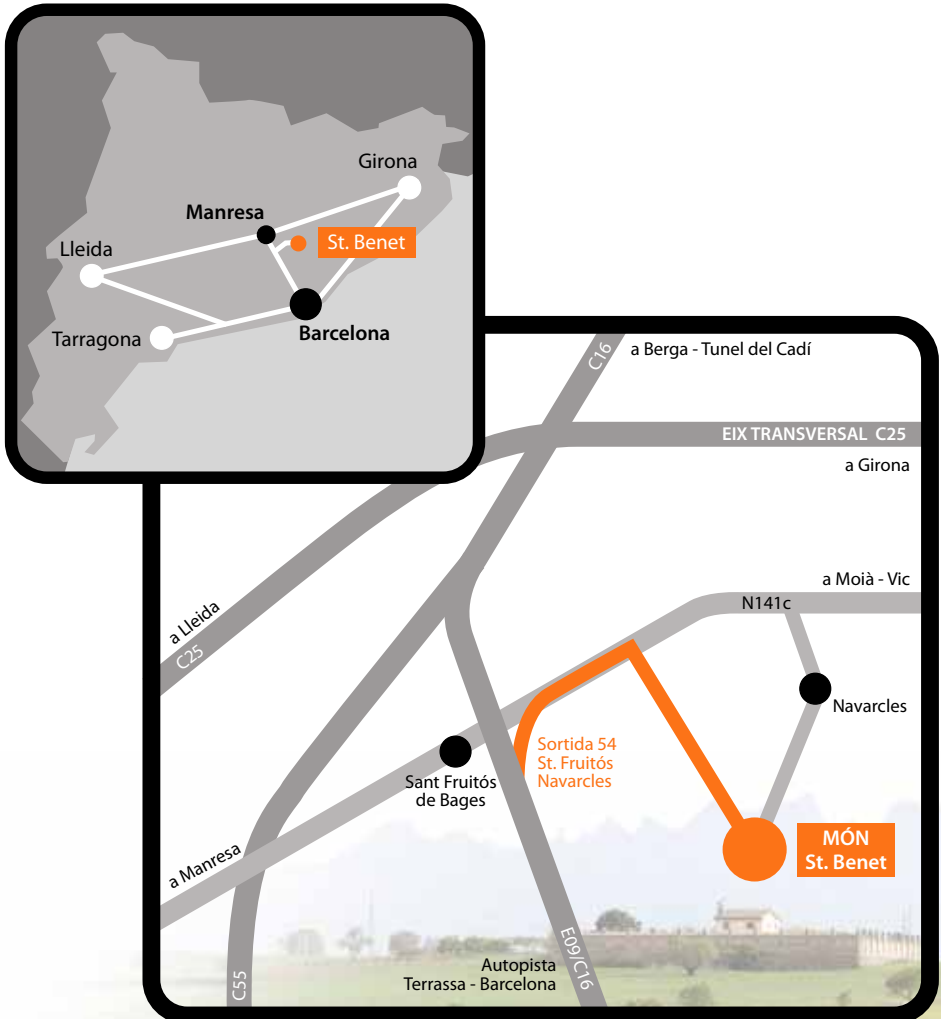 Girona
Manresa
St. Benet
Lleida
Tarragona
Barcelona
C16
a Berga - Tunel del Cadí
EIX TRANSVERSAL C25
a Girona
a Moià - Vic
N141c
a Lleida
C25
Navarcles
Sortida 54
St. Fruitós
Navarcles
Sant Fruitós
de Bages
MÓN
St. Benet
a Manresa
E09/C16
Autopista
Terrassa - Barcelona
C55